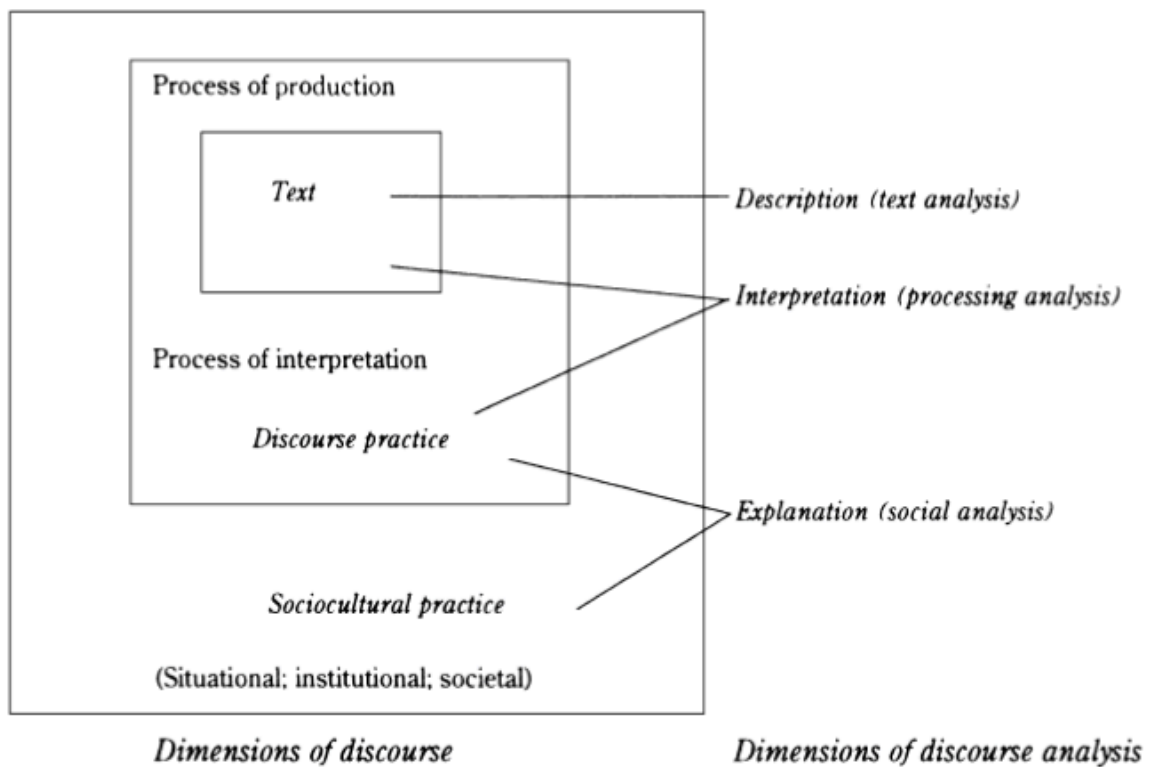 Process of production
Text
Description (text analysis)
Interpretation (processing analysis)
Process of interpretation
Discourse practice
Explanation (social analysis)
Sociocultural practice
(Situational; institutional; societal)
Dimensions of discourse
Dimensions of discourse analysis